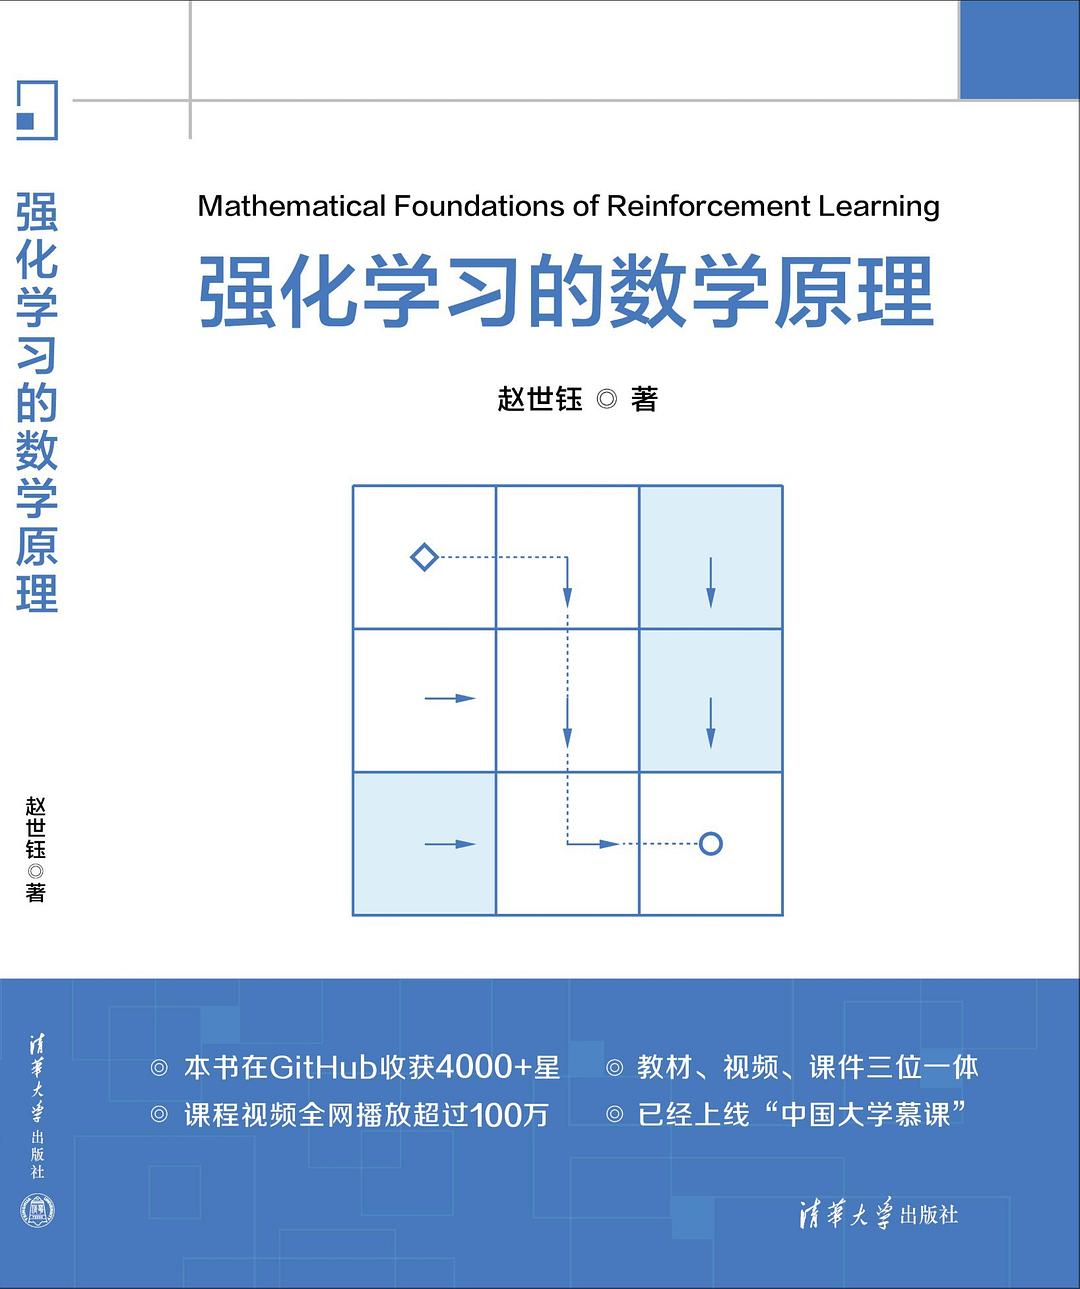 强化学习的数学原理
赵世钰◎著
清华大学出版社
Mathematical Foundations of Reinforcement Learning
强化学习的数学原理
赵世钰 ◎ 著
◎ 本书在GitHub收获4000+星
◎ 课程视频全网播放超过100万
◎ 教材、视频、课件三位一体
◎ 已经上线“中国大学慕课”
清华大学出版社